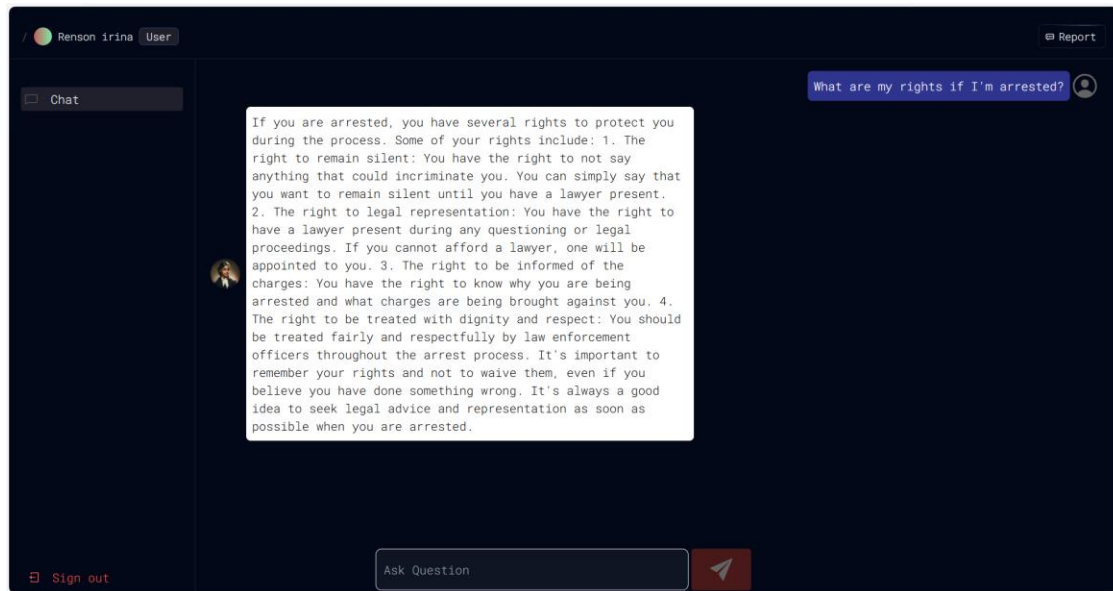 / Renson irina User
Report
Chat
What are my rights if I'm arrested?
If you are arrested, you have several rights to protect you
during the process. Some of your rights include: 1. The
right to remain silent: You have the right to not say
anything that could incriminate you. You can simply say that
you want to remain silent until you have a lawyer present.
2. The right to legal representation: You have the right to
have a lawyer present during any questioning or legal
proceedings. If you cannot afford a lawyer, one will be
appointed to you. 3. The right to be informed of the
charges: You have the right to know why you are being
arrested and what charges are being brought against you. 4.
The right to be treated with dignity and respect: You should
be treated fairly and respectfully by law enforcement
officers throughout the arrest process. It's important to
remember your rights and not to waive them, even if you
believe you have done something wrong. It's always a good
idea to seek legal advice and representation as soon as
possible when you are arrested.
Ask Question
Sign out